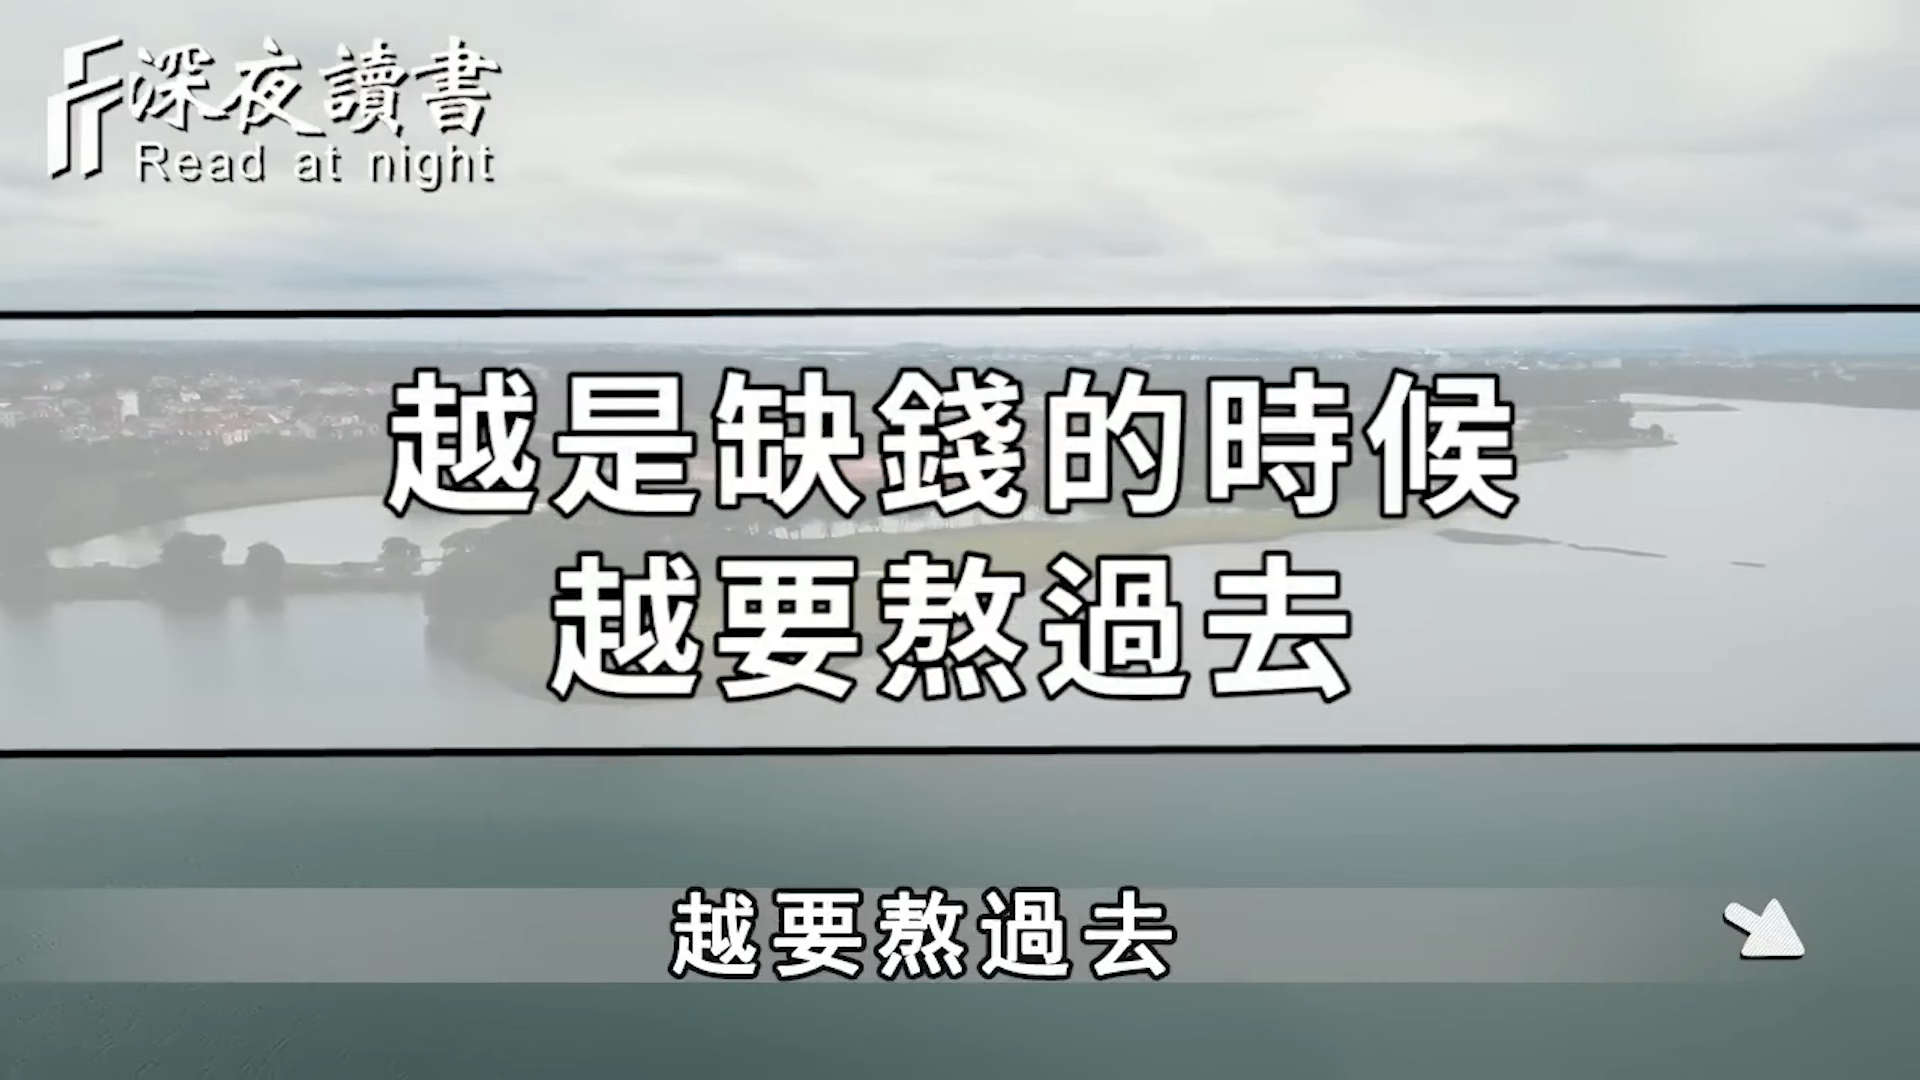 深夜讀書
Read at night
越是缺錢的時候
越要熬過去
越要熬過去